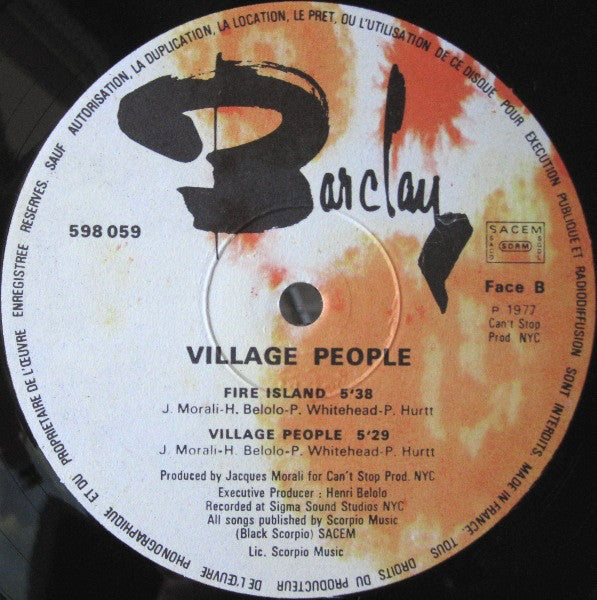 TOUS DROITS DU PRODUCTEUR PHONOGRAPHIQUE ET DU PROPRIETAIRE DE L'ŒUVRE ENREGISTREE RESERVES. SAUF AUTORISATION, LA DUPLICATION, LA LOCATION, LE PRET, OU L'UTILISATION DE CE DISQUE POUR EXECUTION PUBLIQUE ET RADIODIFFUSION SONT INTERDITS. MADE IN FRANCE.
DE L'ŒUVRE
Barclay
598 059
SACEM
SACD
SDRM
SGDL
Face B
P 1977
Can't Stop
Prod. NYC
VILLAGE PEOPLE
FIRE ISLAND 5'38
J. Morali-H. Belolo-P. Whitehead-P. Hurtt
VILLAGE PEOPLE 5'29
J. Morali-H. Belolo-P. Whitehead-P. Hurtt
Produced by Jacques Morali for Can't Stop Prod. NYC
Executive Producer : Henri Belolo
Recorded at Sigma Sound Studios NYC
All songs published by Scorpio Music
(Black Scorpio) SACEM
Lic. Scorpio Music